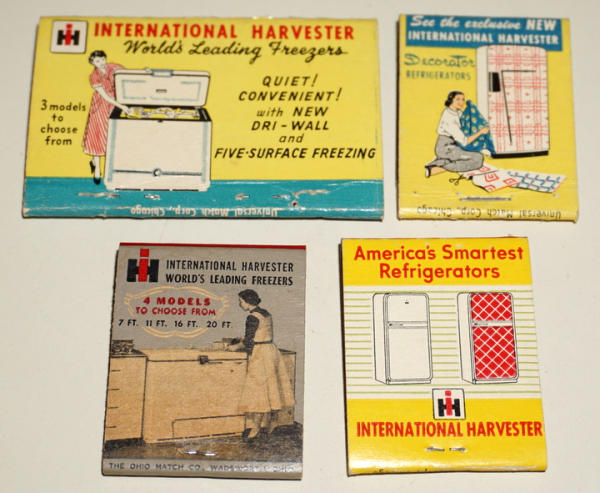 IH INTERNATIONAL HARVESTER
World's Leading Freezers
3 models
to
choose
from
QUIET!
CONVENIENT!
with NEW
DRI-WALL
and
FIVE-SURFACE FREEZING
Universal Match Corp., Chicago
See the exclusive NEW
INTERNATIONAL HARVESTER
Decorator
REFRIGERATORS
Universal Match Corp., Chicago
IH INTERNATIONAL HARVESTER
WORLD'S LEADING FREEZERS
4 MODELS
TO CHOOSE FROM
7 FT. 11 FT. 16 FT. 20 FT.
THE OHIO MATCH CO.,
America's Smartest
Refrigerators
IH
INTERNATIONAL HARVESTER